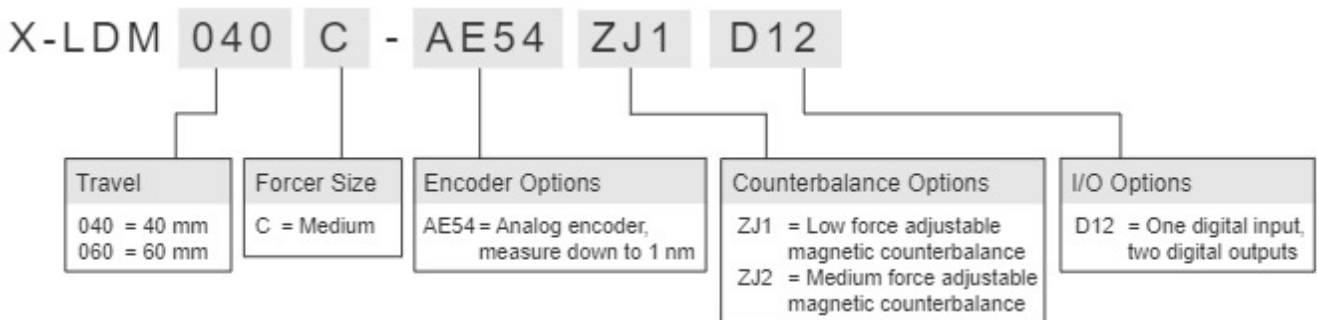 X-LDM 040 C - AE54 ZJ1 D12
Travel
040 = 40 mm
060 = 60 mm
Forcer Size
C = Medium
Encoder Options
AE54 = Analog encoder,
measure down to 1 nm
Counterbalance Options
ZJ1 = Low force adjustable
magnetic counterbalance
ZJ2 = Medium force adjustable
magnetic counterbalance
I/O Options
D12 = One digital input,
two digital outputs